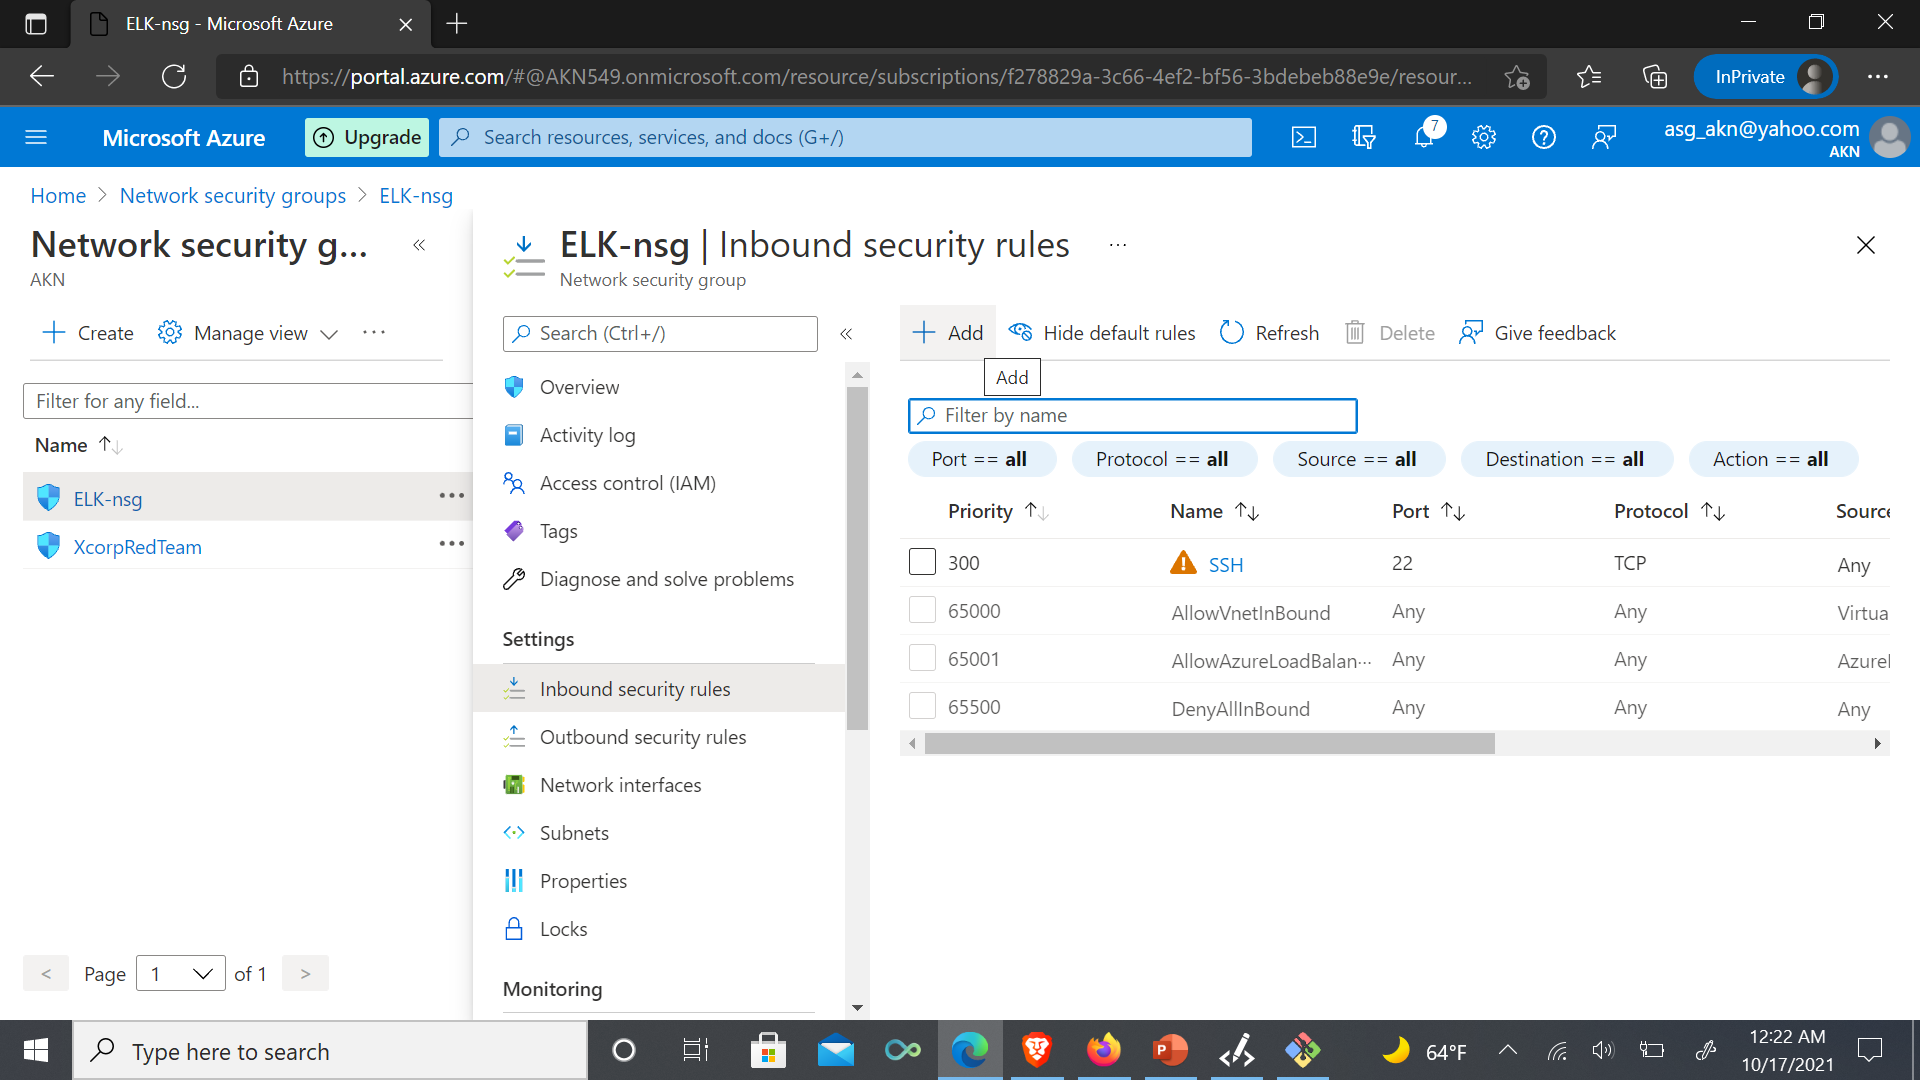 ELK-nsg - Microsoft Azure
https://portal.azure.com/#@AKN549.onmicrosoft.com/resource/subscriptions/f278829a-3c66-4ef2-bf56-3bdebeb88e9e/resour...
InPrivate
Microsoft Azure
Upgrade
Search resources, services, and docs (G+/)
7
asg_akn@yahoo.com
AKN
Home > Network security groups > ELK-nsg
Network security g...
AKN
Create
Manage view
Filter for any field...
Name
ELK-nsg
XcorpRedTeam
< Page 1 of 1 >
ELK-nsg | Inbound security rules
Network security group
Search (Ctrl+/)
Overview
Activity log
Access control (IAM)
Tags
Diagnose and solve problems
Settings
Inbound security rules
Outbound security rules
Network interfaces
Subnets
Properties
Locks
Monitoring
Add
Hide default rules
Refresh
Delete
Give feedback
Add
Filter by name
Port == all
Protocol == all
Source == all
Destination == all
Action == all
Priority Name Port Protocol Source
300 SSH 22 TCP Any
65000 AllowVnetInBound Any Any Virtua
65001 AllowAzureLoadBalan... Any Any Azurel
65500 DenyAllInBound Any Any Any
Type here to search
P
64°F
12:22 AM
10/17/2021